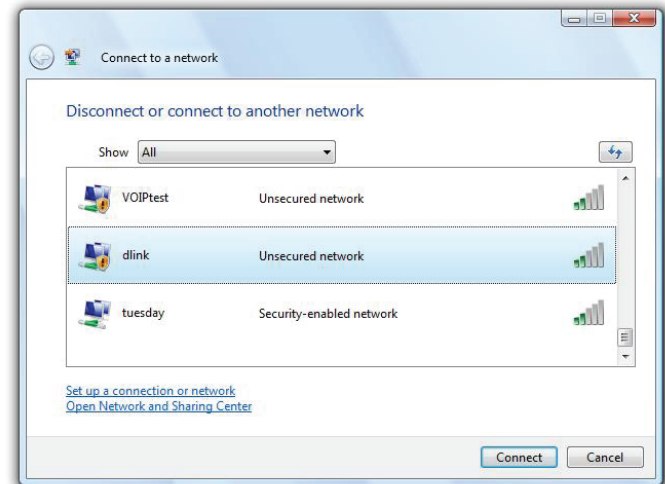 Connect to a network
Disconnect or connect to another network
Show All
VOIPtest Unsecured network
dlink Unsecured network
tuesday Security-enabled network
Set up a connection or network
Open Network and Sharing Center
Connect Cancel